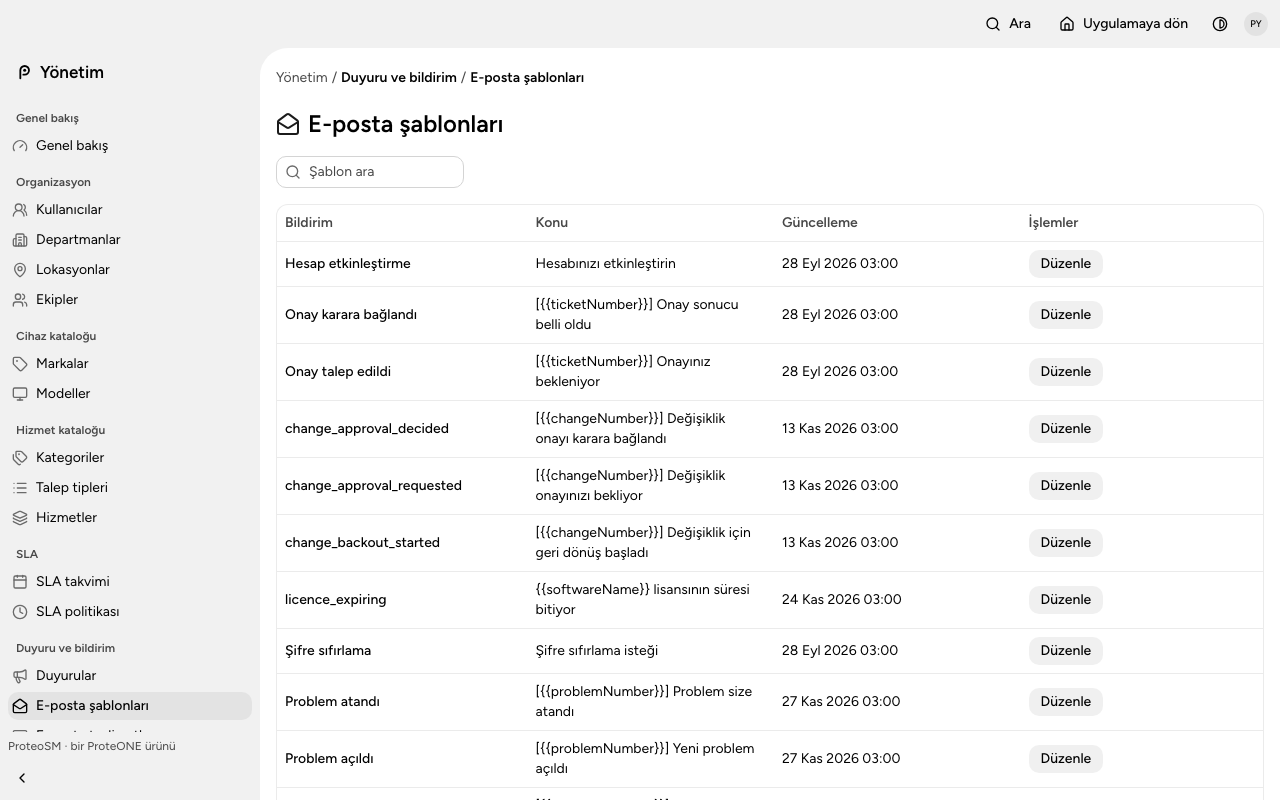 Ara
Uygulamaya dön
PY
Yönetim
Genel bakış
Genel bakış
Organizasyon
Kullanıcılar
Departmanlar
Lokasyonlar
Ekipler
Cihaz kataloğu
Markalar
Modeller
Hizmet kataloğu
Kategoriler
Talep tipleri
Hizmetler
SLA
SLA takvimi
SLA politikası
Duyuru ve bildirim
Duyurular
E-posta şablonları
ProteoSM · bir ProteONE ürünü
Yönetim / Duyuru ve bildirim / E-posta şablonları
E-posta şablonları
Şablon ara
Bildirim Konu Güncelleme İşlemler
Hesap etkinleştirme Hesabınızı etkinleştirin 28 Eyl 2026 03:00 Düzenle
Onay karara bağlandı [{{ticketNumber}}] Onay sonucu
belli oldu 28 Eyl 2026 03:00 Düzenle
Onay talep edildi [{{ticketNumber}}] Onayınız
bekleniyor 28 Eyl 2026 03:00 Düzenle
change_approval_decided [{{changeNumber}}] Değişiklik
onayı karara bağlandı 13 Kas 2026 03:00 Düzenle
change_approval_requested [{{changeNumber}}] Değişiklik
onayınızı bekliyor 13 Kas 2026 03:00 Düzenle
change_backout_started [{{changeNumber}}] Değişiklik için
geri dönüş başladı 13 Kas 2026 03:00 Düzenle
licence_expiring {{softwareName}} lisansının süresi
bitiyor 24 Kas 2026 03:00 Düzenle
Şifre sıfırlama Şifre sıfırlama isteği 28 Eyl 2026 03:00 Düzenle
Problem atandı [{{problemNumber}}] Problem size
atandı 27 Kas 2026 03:00 Düzenle
Problem açıldı [{{problemNumber}}] Yeni problem
açıldı 27 Kas 2026 03:00 Düzenle